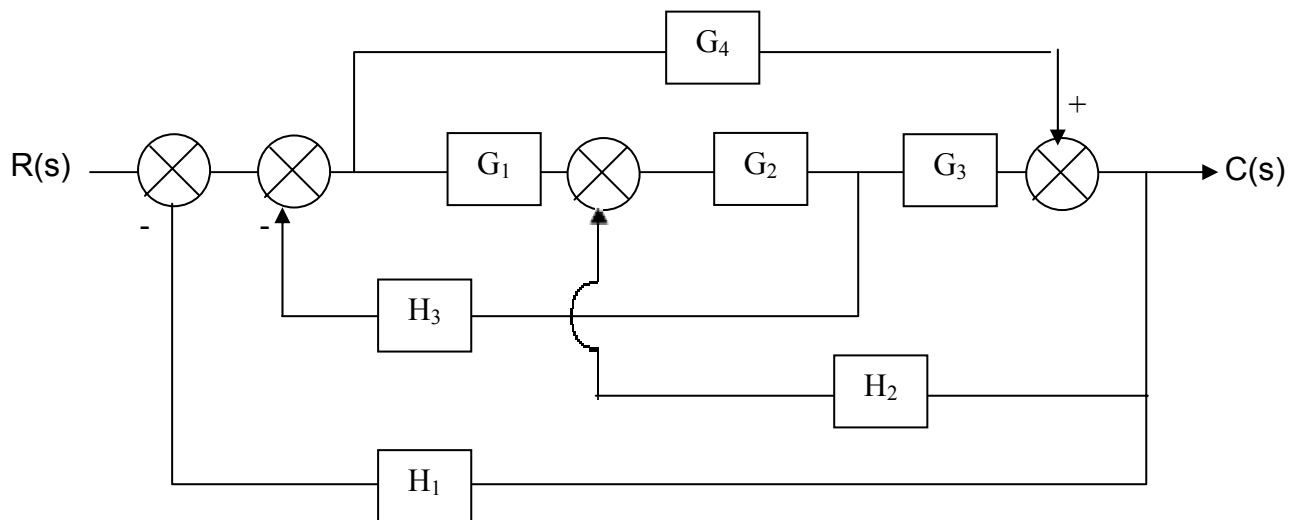 G₄
+
R(s) G₁ G₂ G₃ C(s)
- -
H₃
H₂
H₁